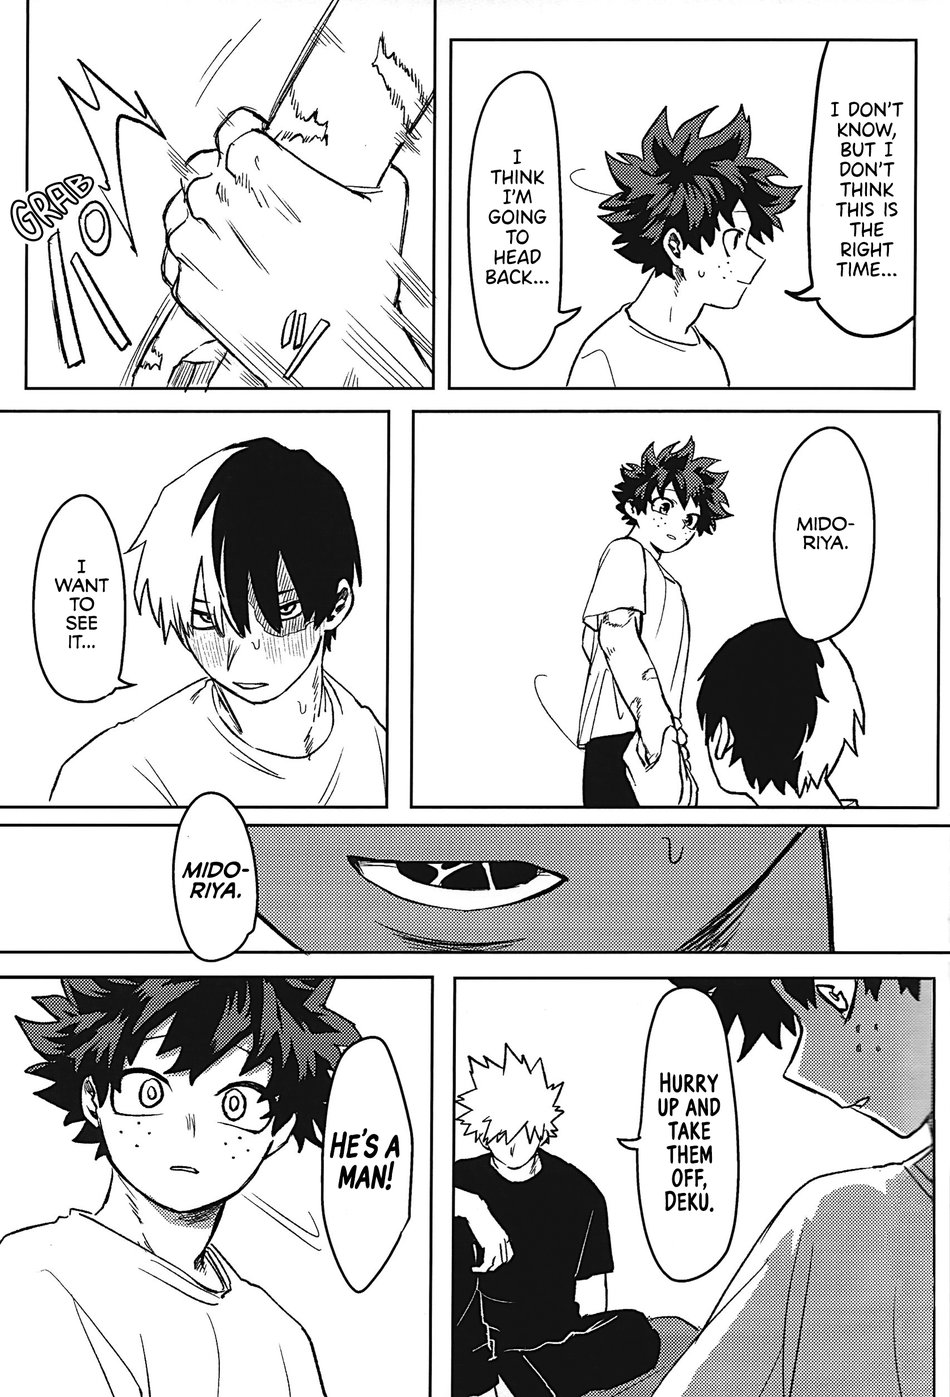 I DON'T
KNOW,
BUT I
DON'T
THINK
THIS IS
THE
RIGHT
TIME...
I
THINK
I'M
GOING
TO
HEAD
BACK...
GRAB
MIDO-
RIYA.
I
WANT
TO
SEE
IT...
MIDO-
RIYA.
HURRY
UP AND
TAKE
THEM
OFF,
DEKU.
HE'S A
MAN!